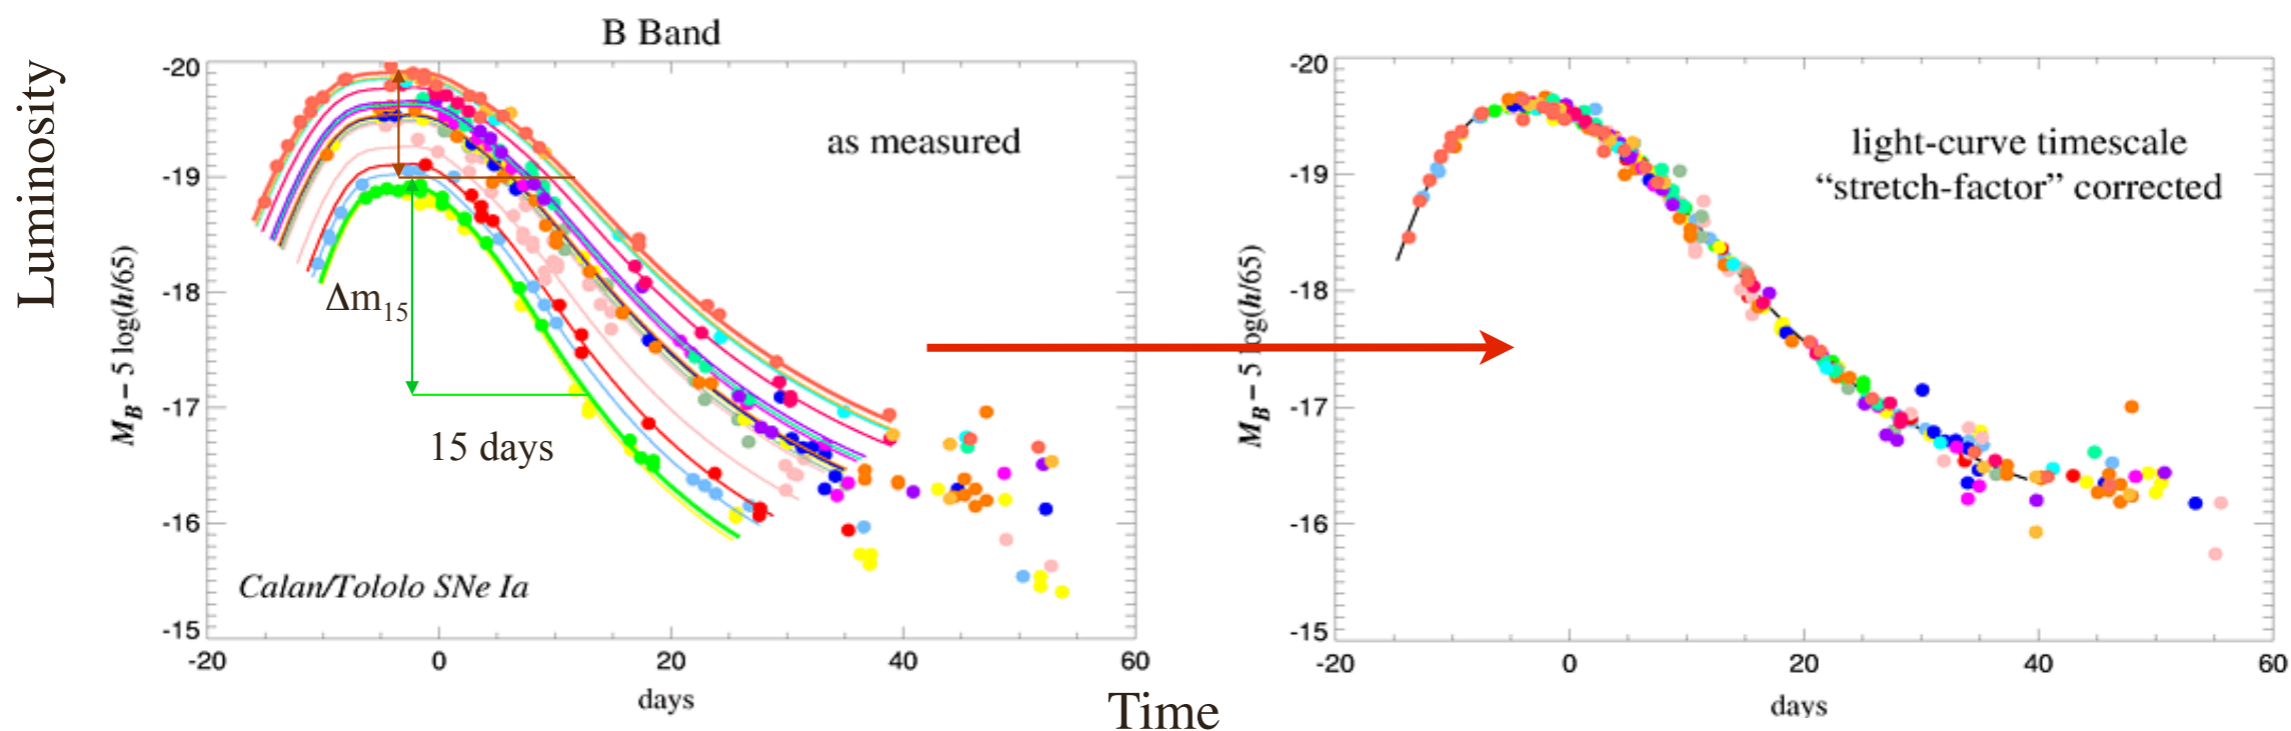 B Band
Luminosity
M_B – 5 log(h/65)
-20
-19
-18
-17
-16
-15
as measured
Δm₁₅
15 days
Calan/Tololo SNe Ia
-20 0 20 40 60
days
Time
M_B – 5 log(h/65)
-20
-19
-18
-17
-16
-15
light-curve timescale
“stretch-factor” corrected
-20 0 20 40 60
days